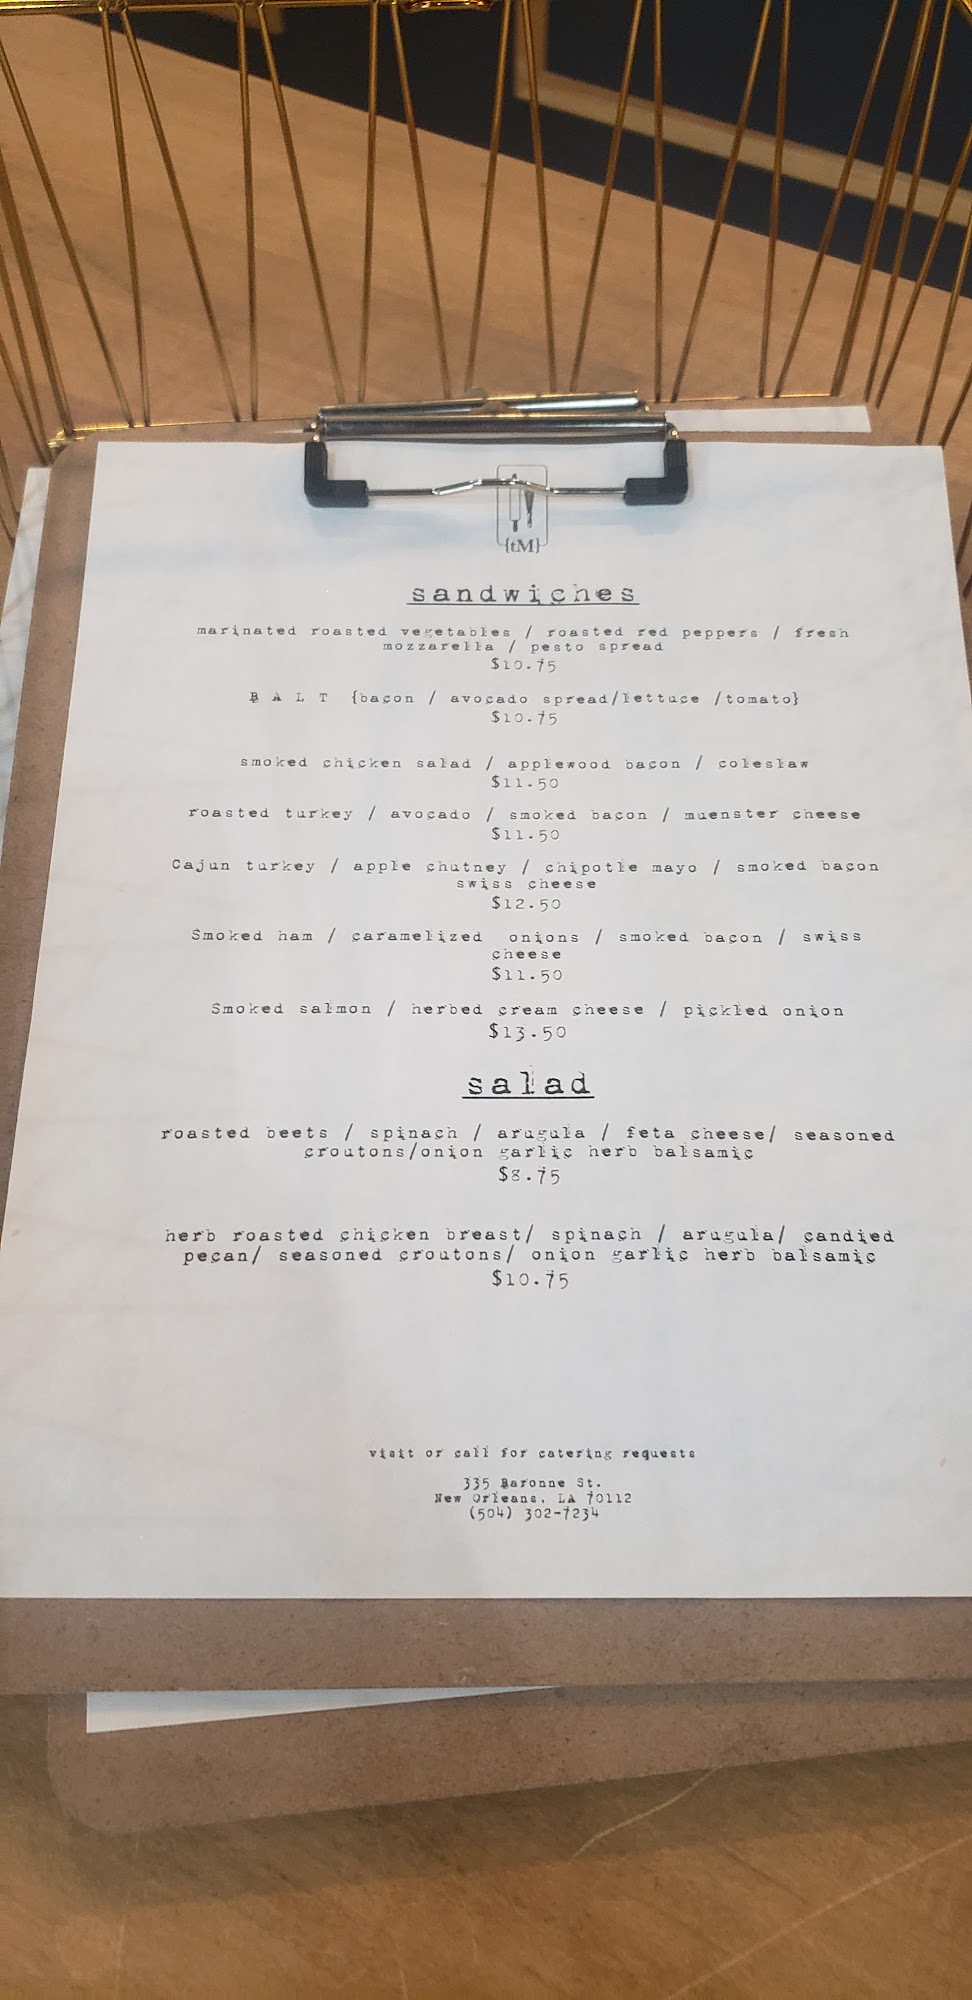 {tM}
sandwiches
marinated roasted vegetables / roasted red peppers / fresh
mozzarella / pesto spread
$10.75
B A L T {bacon / avocado spread/lettuce /tomato}
$10.75
smoked chicken salad / applewood bacon / coleslaw
$11.50
roasted turkey / avocado / smoked bacon / muenster cheese
$11.50
Cajun turkey / apple chutney / chipotle mayo / smoked bacon
swiss cheese
$12.50
Smoked ham / caramelized onions / smoked bacon / swiss
cheese
$11.50
Smoked salmon / herbed cream cheese / pickled onion
$13.50
salad
roasted beets / spinach / arugula / feta cheese/ seasoned
croutons/onion garlic herb balsamic
$8.75
herb roasted chicken breast/ spinach / arugula/ candied
pecan/ seasoned croutons/ onion garlic herb balsamic
$10.75
visit or call for catering requests
335 Baronne St.
New Orleans, LA 70112
(504) 302-7234